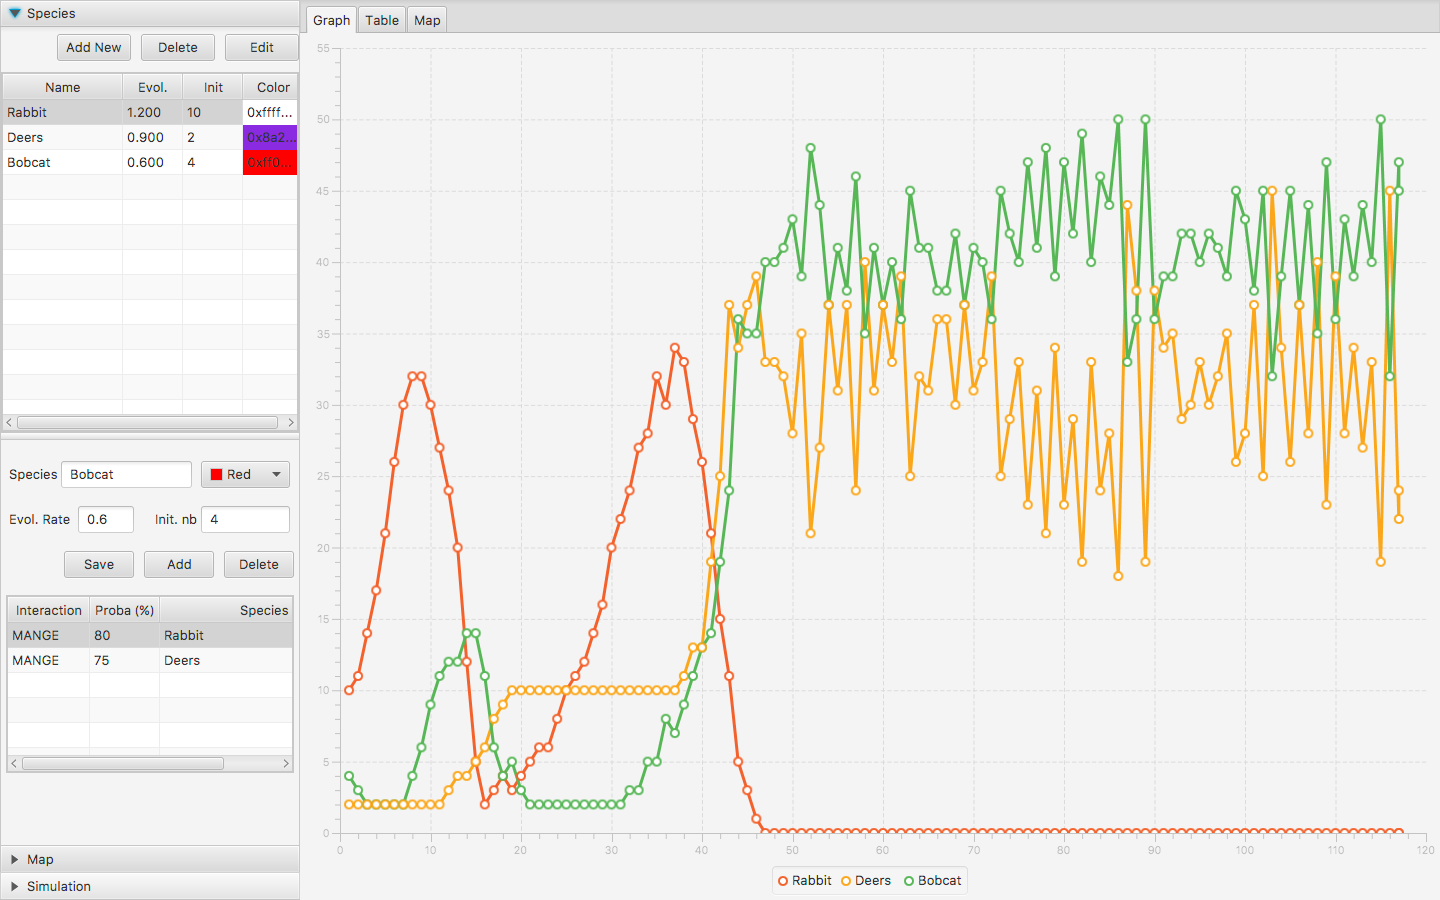 Species
Add New Delete Edit
Name Evol. Init Color
Rabbit 1.200 10 0xffff...
Deers 0.900 2 0x8a2...
Bobcat 0.600 4 0xff0...
Species Bobcat Red
Evol. Rate 0.6 Init. nb 4
Save Add Delete
Interaction Proba (%) Species
MANGE 80 Rabbit
MANGE 75 Deers
Map
Simulation
Graph Table Map
55
50
45
40
35
30
25
20
15
10
5
0
0 10 20 30 40 50 60 70 80 90 100 110 120
Rabbit Deers Bobcat